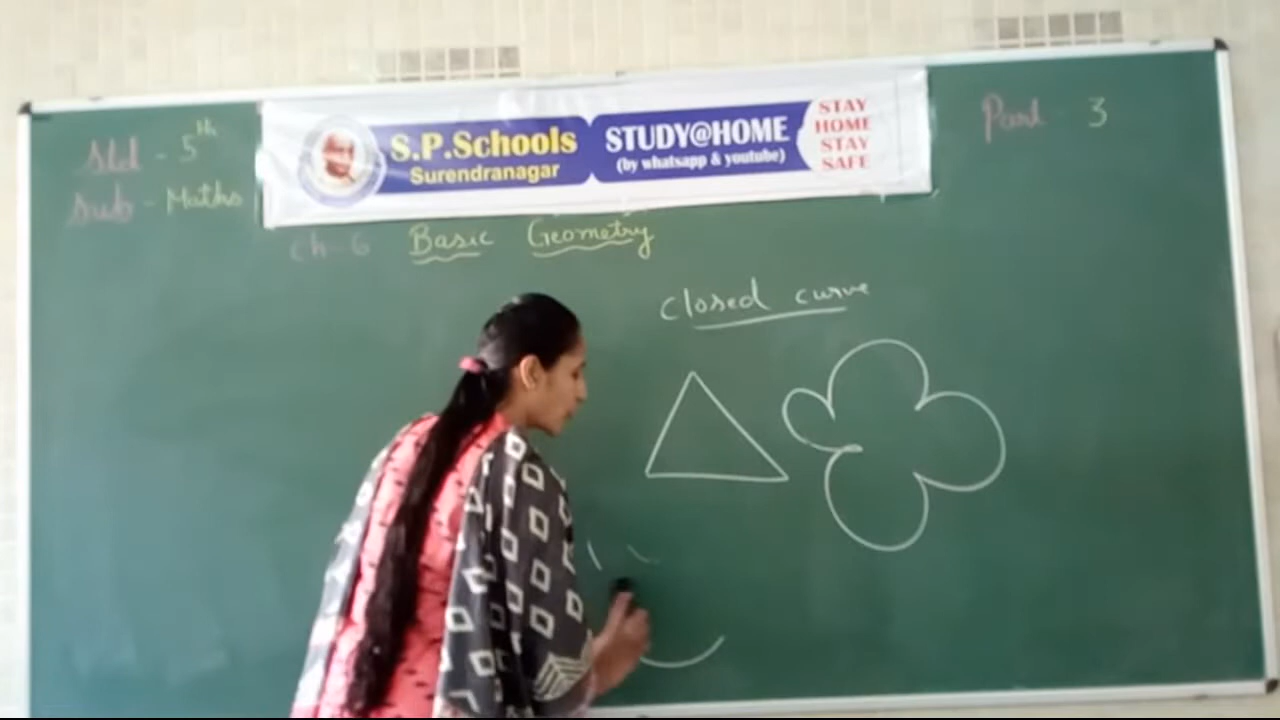 Std - 5th
Sub - Maths
S.P.Schools
Surendranagar
STUDY@HOME
(by whatsapp & youtube)
STAY
HOME
STAY
SAFE
Part - 3
ch-6 Basic Geometry
closed curve